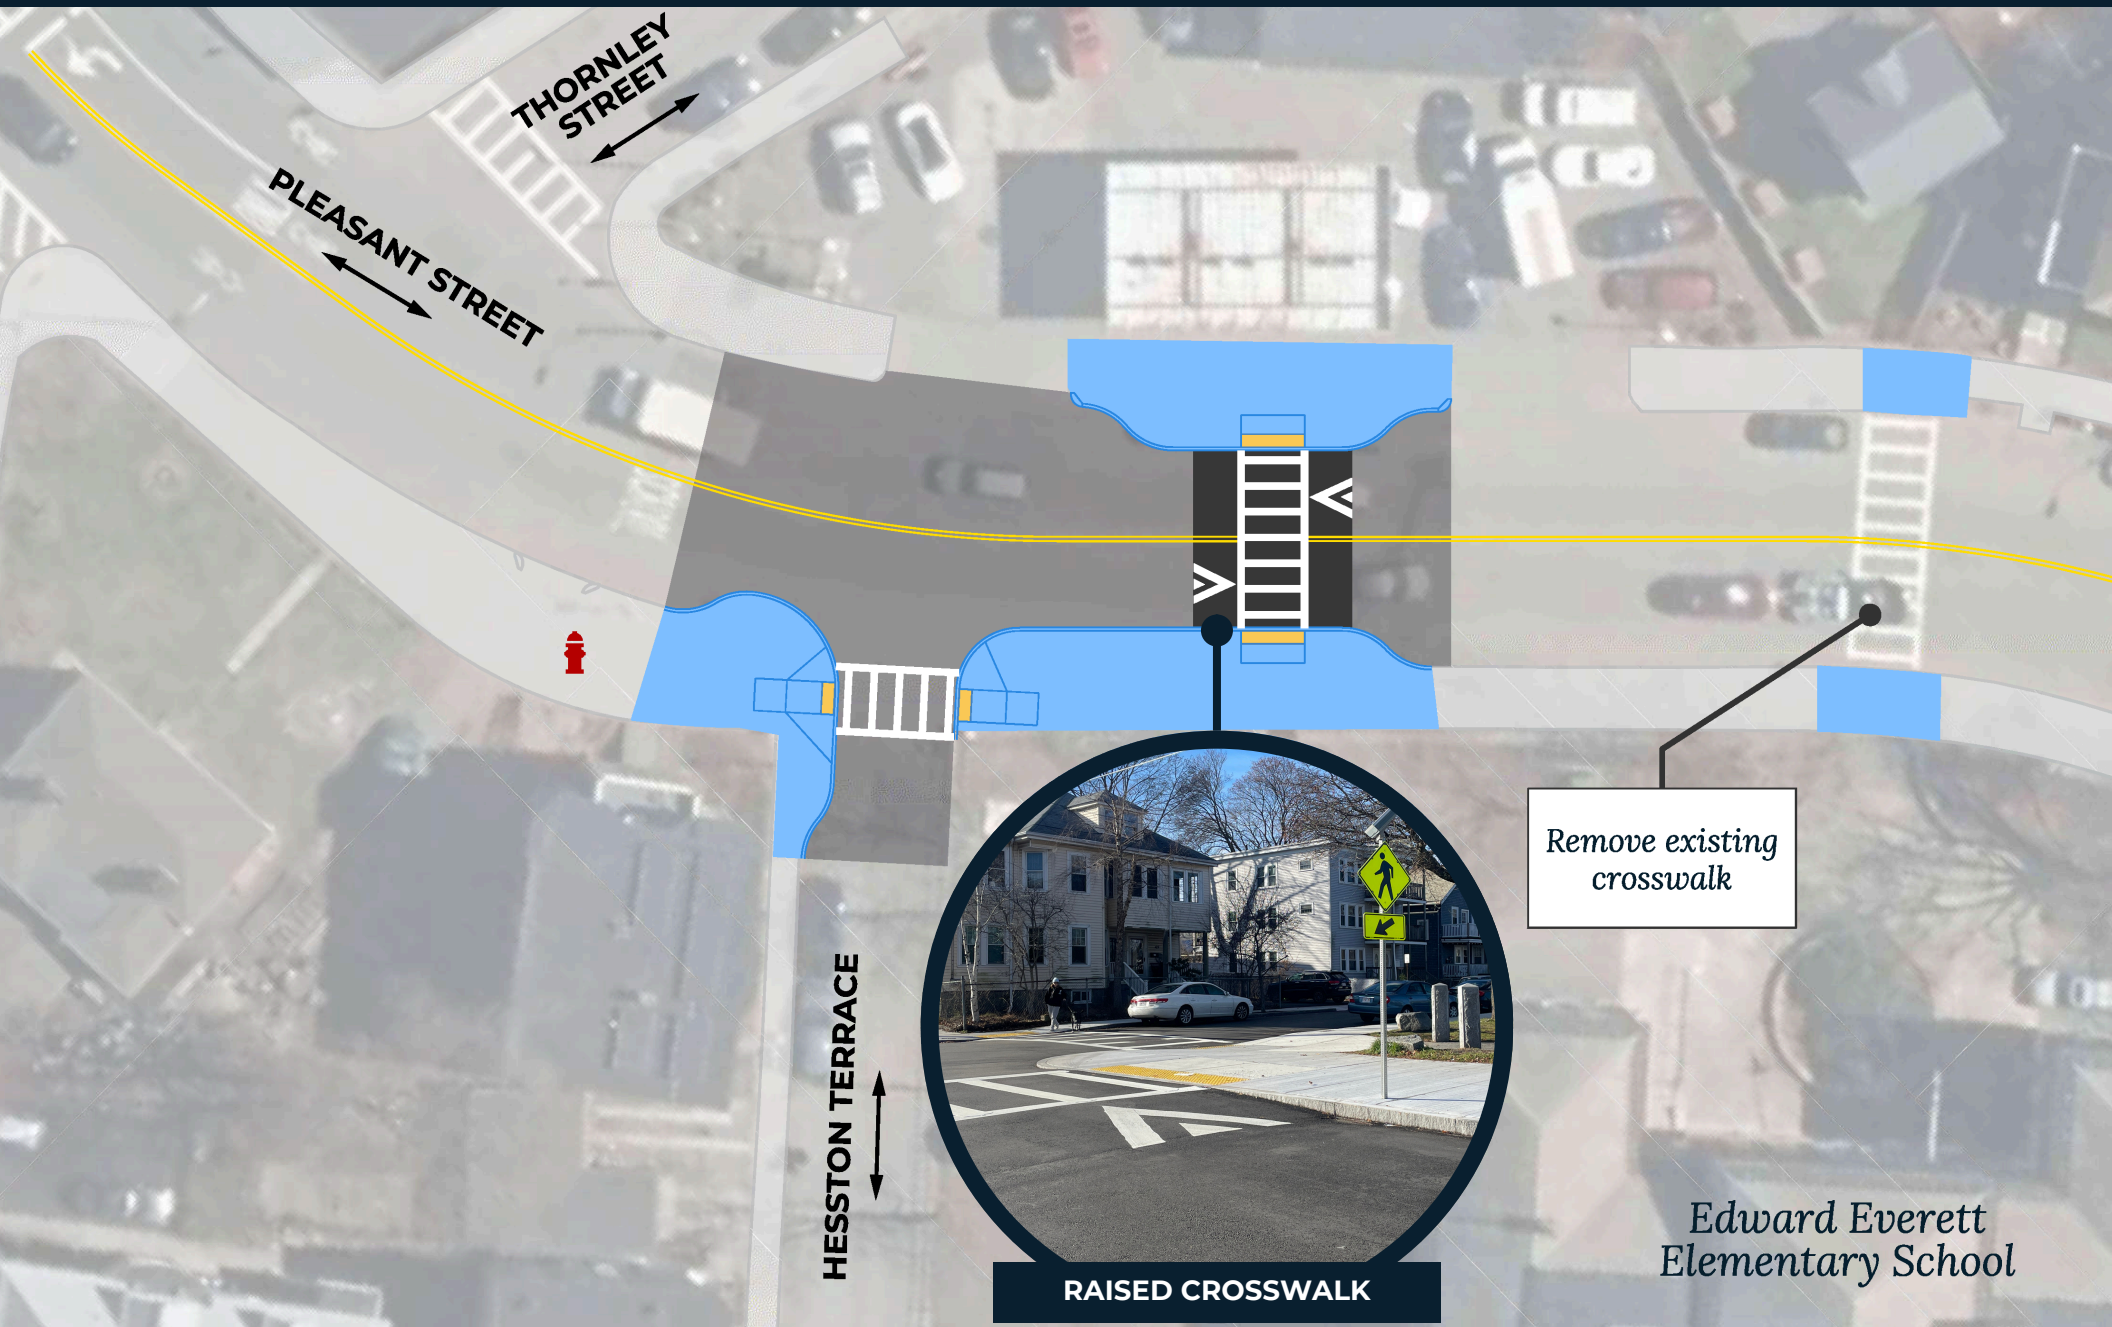 THORNLEY
STREET
PLEASANT STREET
Remove existing
crosswalk
HESSTON TERRACE
Edward Everett
Elementary School
RAISED CROSSWALK